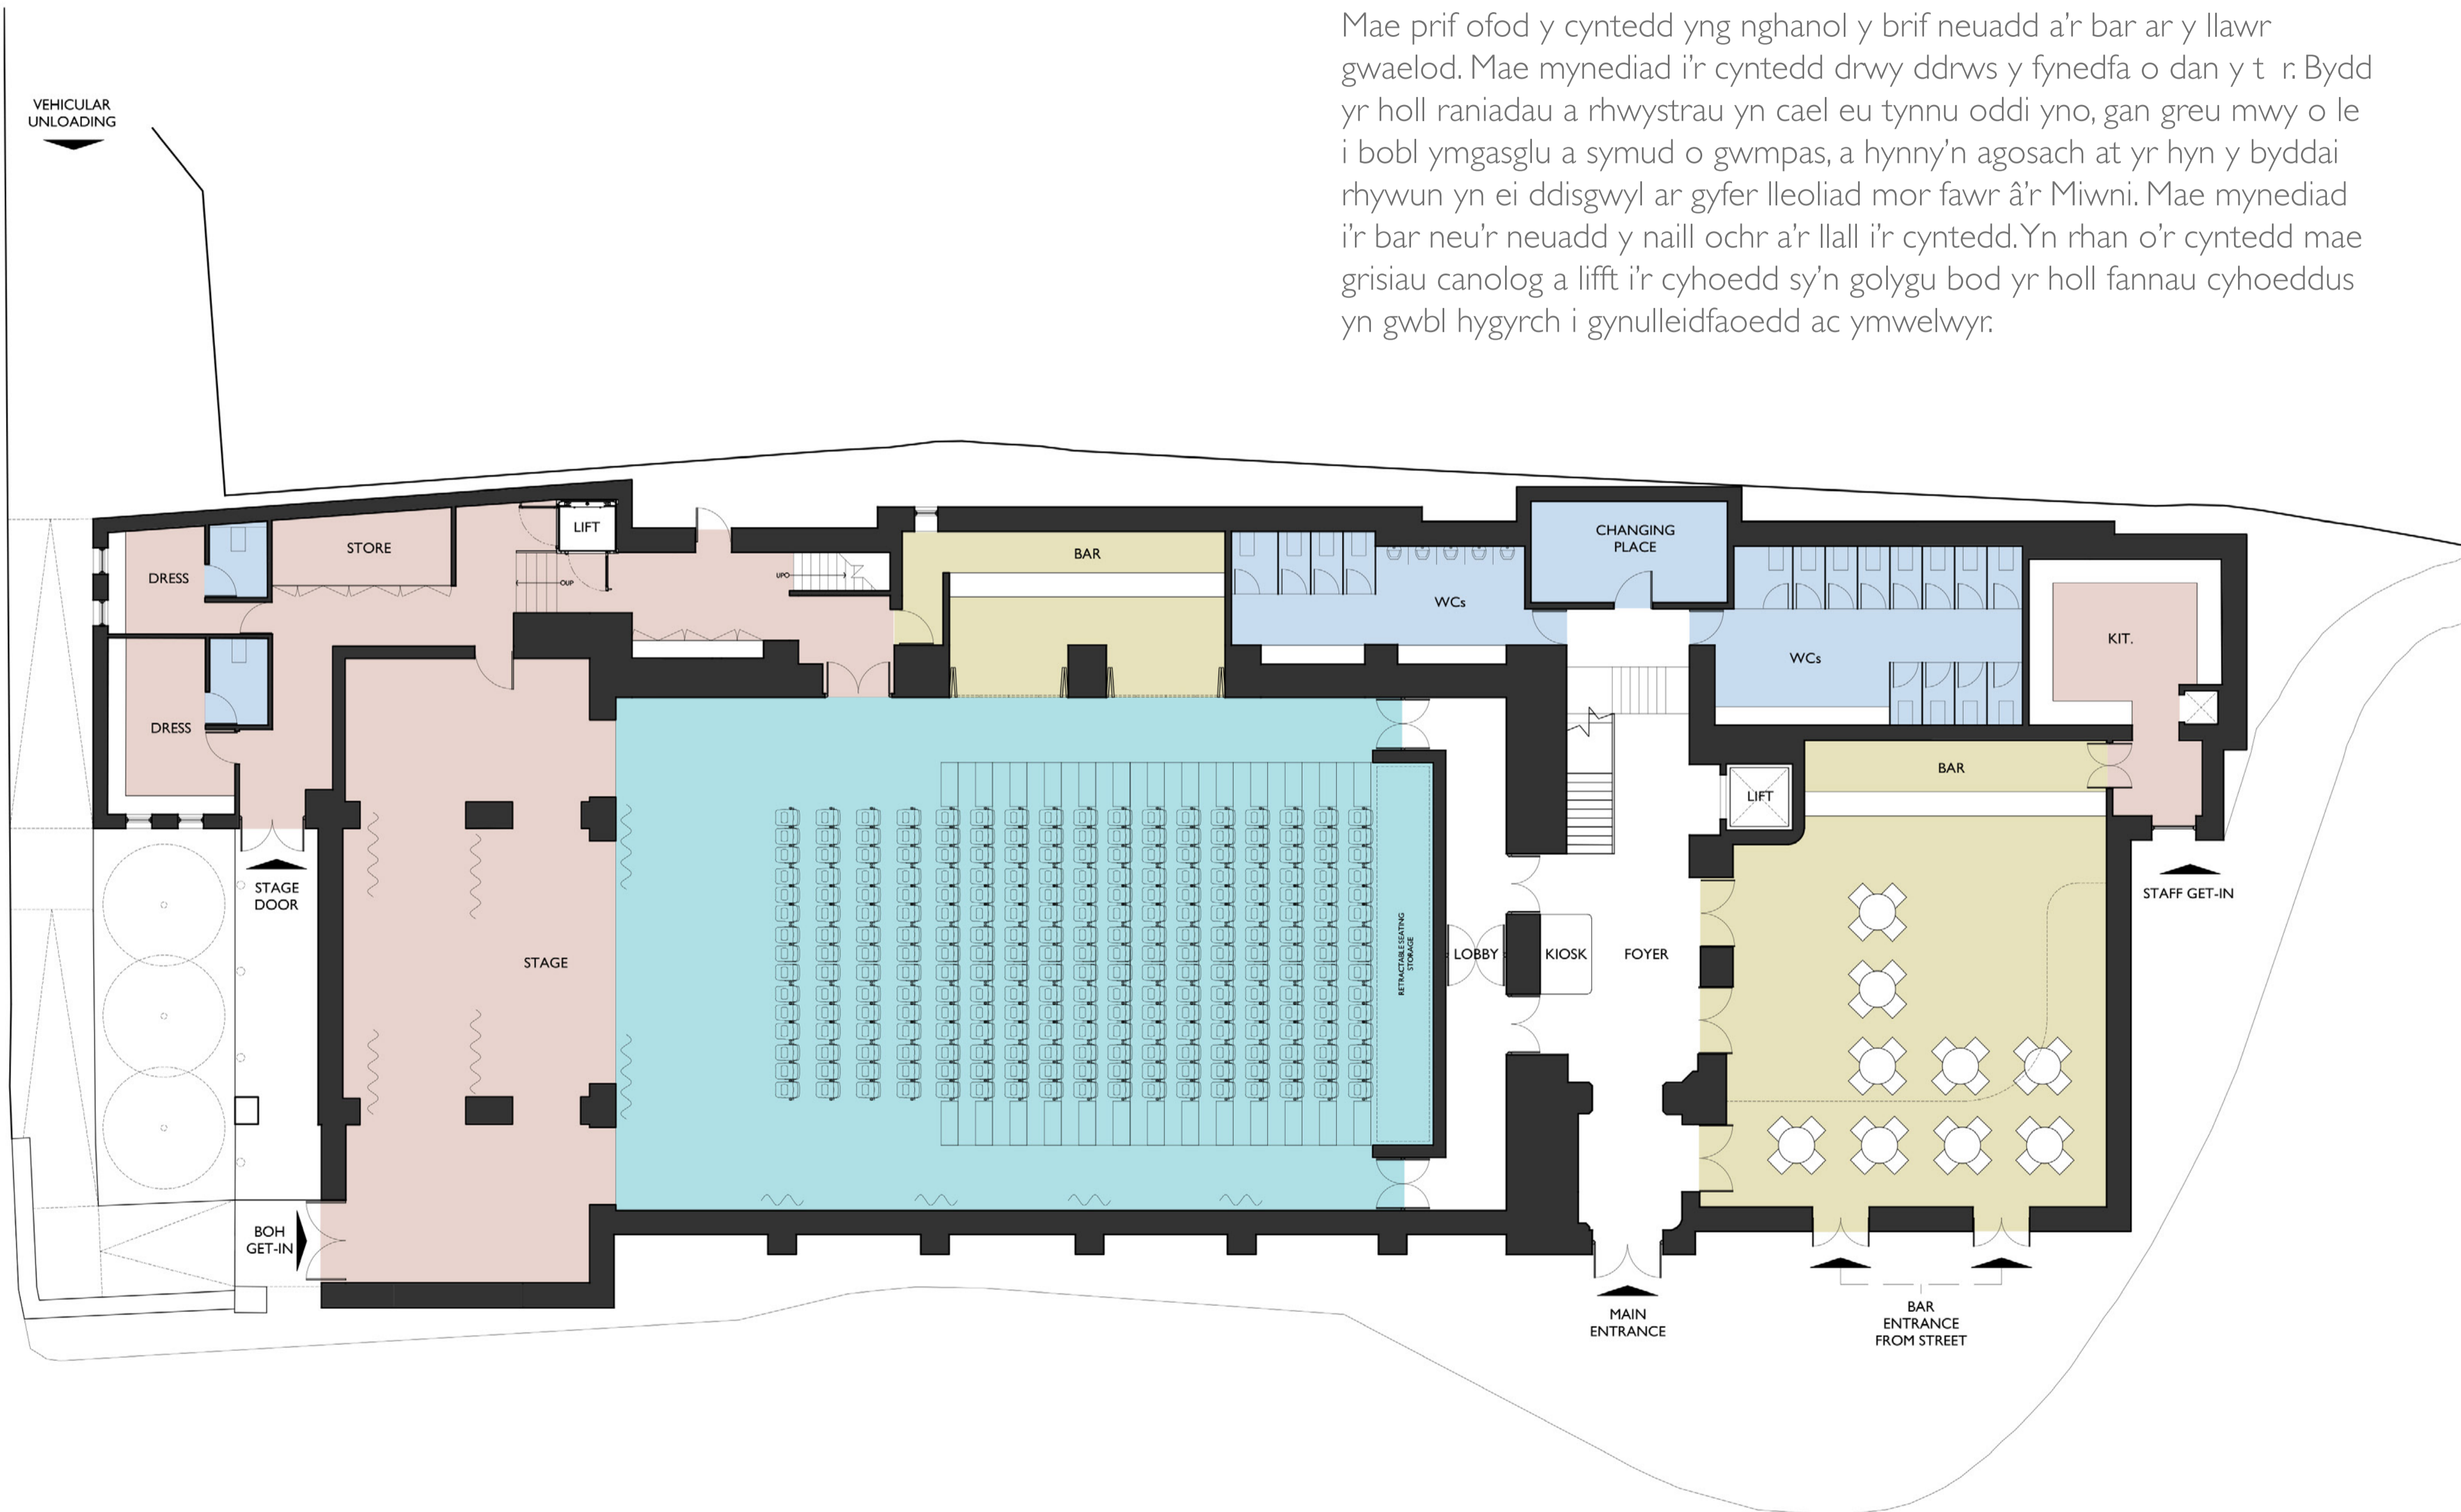 Mae prif ofod y cyntedd yng nghanol y brif neuadd a'r bar ar y llawr
gwaelod. Mae mynediad i'r cyntedd drwy ddrws y fynedfa o dan y t  r. Bydd
yr holl raniadau a rhwystrau yn cael eu tynnu oddi yno, gan greu mwy o le
i bobl ymgasglu a symud o gwmpas, a hynny'n agosach at yr hyn y byddai
rhywun yn ei ddisgwyl ar gyfer lleoliad mor fawr â'r Miwni. Mae mynediad
i'r bar neu'r neuadd y naill ochr a'r llall i'r cyntedd. Yn rhan o'r cyntedd mae
grisiau canolog a lifft i'r cyhoedd sy'n golygu bod yr holl fannau cyhoeddus
yn gwbl hygyrch i gynulleidfaoedd ac ymwelwyr.
VEHICULAR
UNLOADING
LIFT
STORE
DRESS
UP
UP
BAR
WCs
CHANGING
PLACE
WCs
KIT.
DRESS
BAR
LIFT
STAGE
DOOR
STAFF GET-IN
STAGE
RETRACTABLE SEATING
STORAGE
LOBBY
KIOSK
FOYER
BOH
GET-IN
MAIN
ENTRANCE
BAR
ENTRANCE
FROM STREET